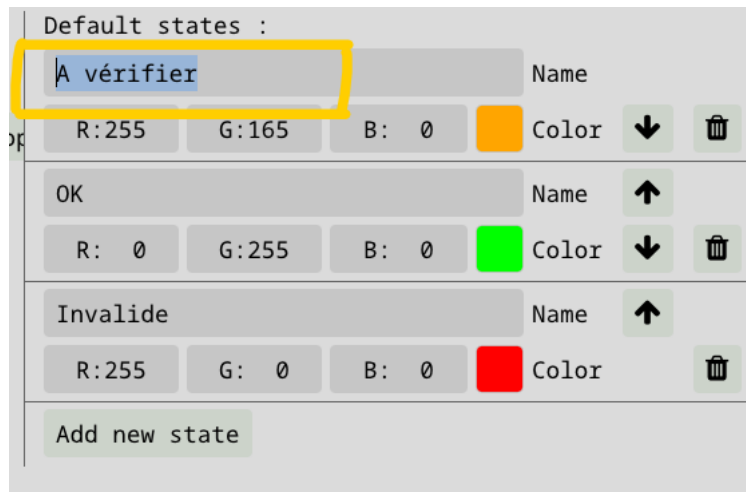 Default states :
A vérifier Name
R:255 G:165 B: 0 Color
OK Name
R: 0 G:255 B: 0 Color
Invalide Name
R:255 G: 0 B: 0 Color
Add new state